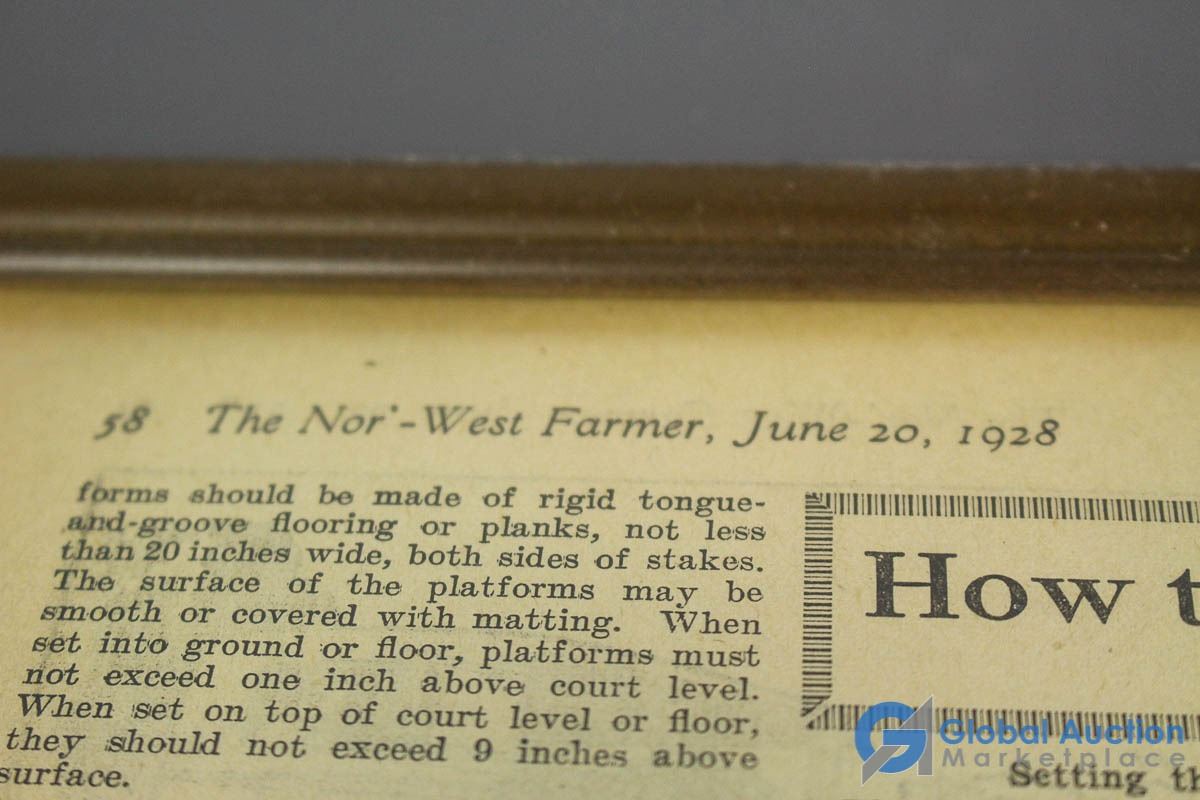 58 The Nor'-West Farmer, June 20, 1928
forms should be made of rigid tongue-
and-groove flooring or planks, not less
than 20 inches wide, both sides of stakes.
The surface of the platforms may be
smooth or covered with matting. When
set into ground or floor, platforms must
not exceed one inch above court level.
When set on top of court level or floor,
they should not exceed 9 inches above
surface.
How t
Setting th
Global Auction
Marketplace